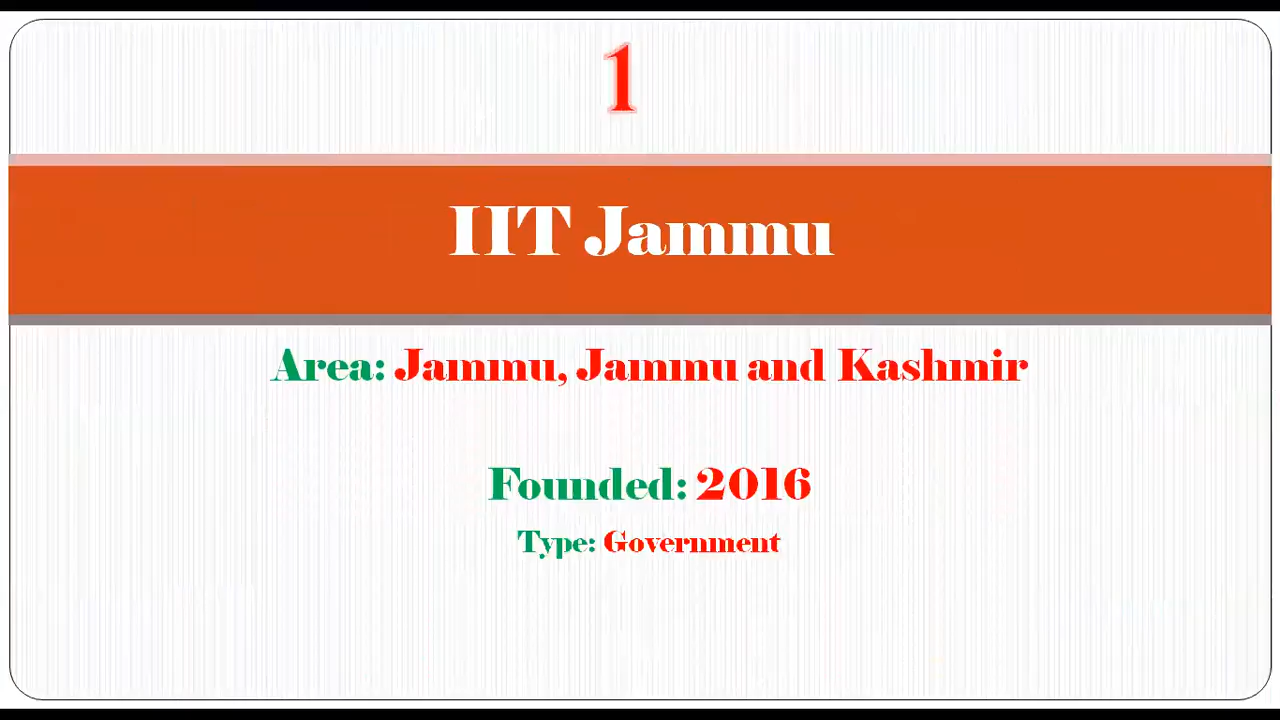 1
IIT Jammu
Area: Jammu, Jammu and Kashmir
Founded: 2016
Type: Government